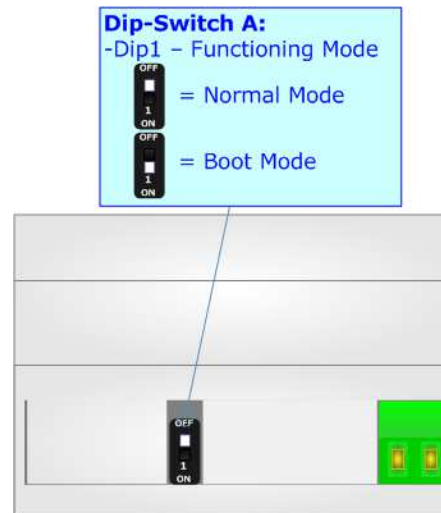 Dip-Switch A:
-Dip1 – Functioning Mode
OFF
1
ON
= Normal Mode
OFF
1
ON
= Boot Mode
OFF
1
ON